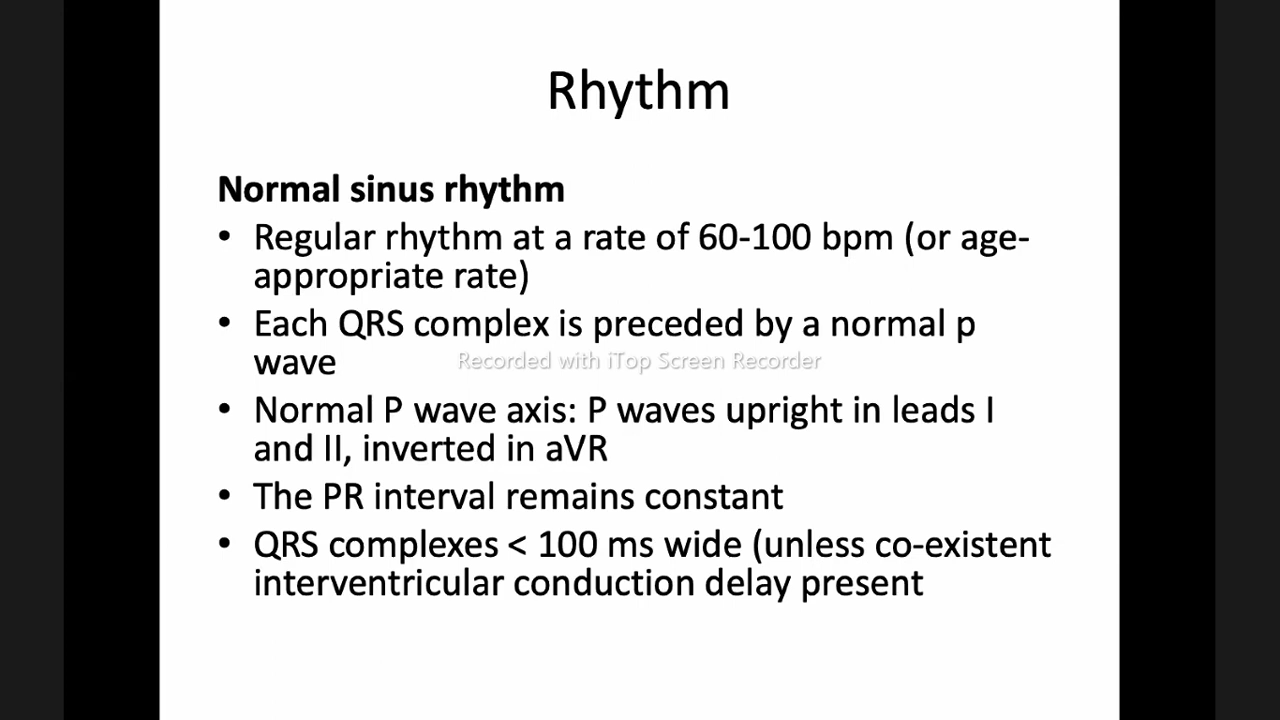 Rhythm
Normal sinus rhythm
• Regular rhythm at a rate of 60-100 bpm (or age-
appropriate rate)
• Each QRS complex is preceded by a normal p
wave
Recorded with iTop Screen Recorder
• Normal P wave axis: P waves upright in leads I
and II, inverted in aVR
• The PR interval remains constant
• QRS complexes < 100 ms wide (unless co-existent
interventricular conduction delay present